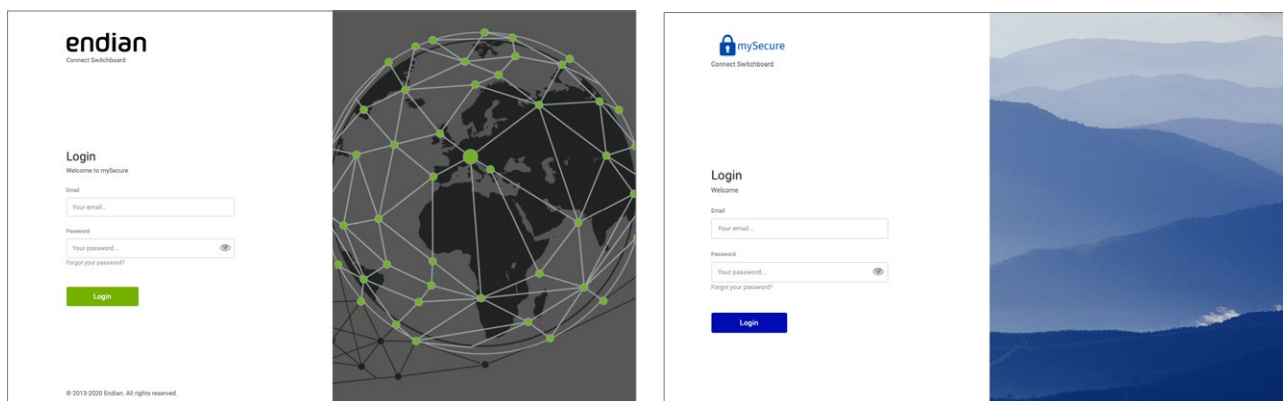 endian
Connect Switchboard
Login
Welcome to mySecure
Email
Your email...
Password
Your password...
Forgot your password?
Login
© 2013-2020 Endian. All rights reserved.
mySecure
Connect Switchboard
Login
Welcome
Email
Your email...
Password
Your password...
Forgot your password?
Login